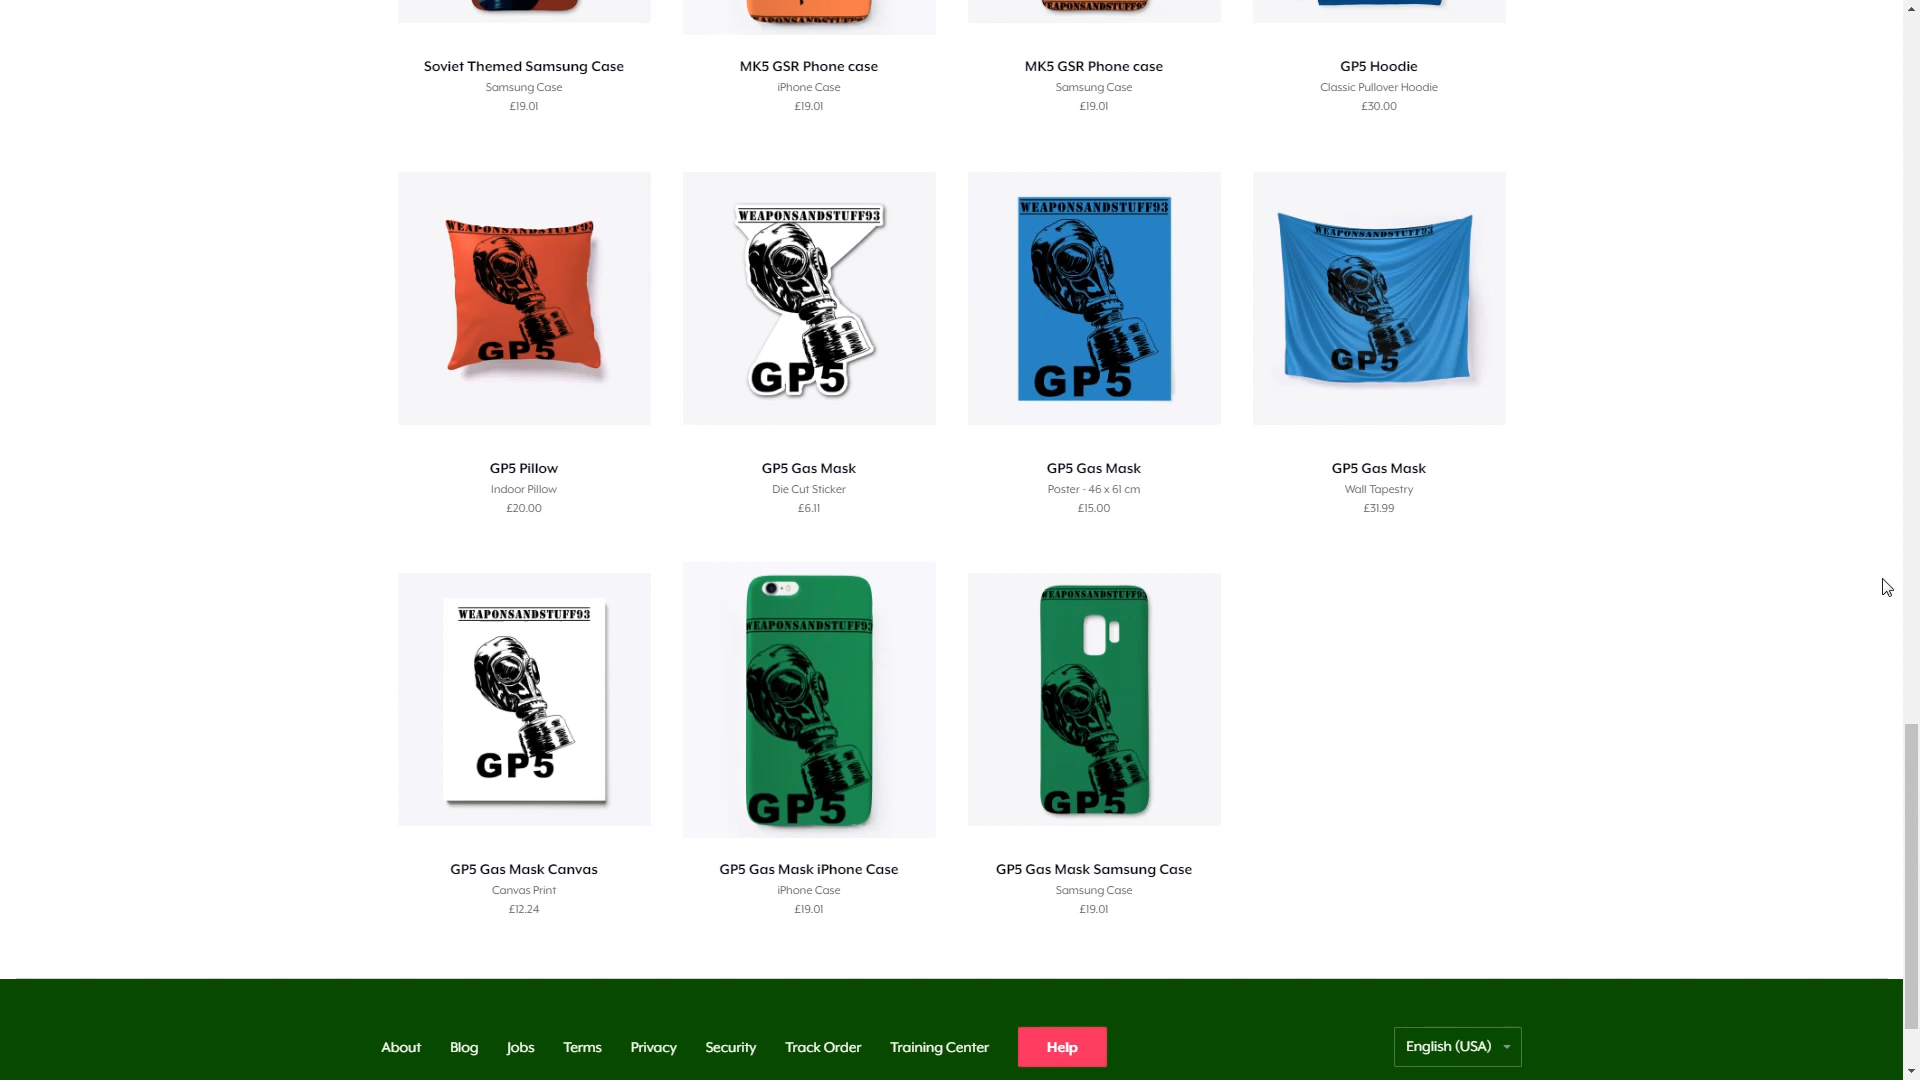 WEAPONSANDSTUFF93
WEAPONSANDSTUFF93
Soviet Themed Samsung Case
Samsung Case
£19.01
MK5 GSR Phone case
iPhone Case
£19.01
MK5 GSR Phone case
Samsung Case
£19.01
GP5 Hoodie
Classic Pullover Hoodie
£30.00
WEAPONSANDSTUFF93
GP5
WEAPONSANDSTUFF93
GP5
WEAPONSANDSTUFF93
GP5
WEAPONSANDSTUFF93
GP5
GP5 Pillow
Indoor Pillow
£20.00
GP5 Gas Mask
Die Cut Sticker
£6.11
GP5 Gas Mask
Poster - 46 x 61 cm
£15.00
GP5 Gas Mask
Wall Tapestry
£31.99
WEAPONSANDSTUFF93
GP5
WEAPONSANDSTUFF93
GP5
WEAPONSANDSTUFF93
GP5
GP5 Gas Mask Canvas
Canvas Print
£12.24
GP5 Gas Mask iPhone Case
iPhone Case
£19.01
GP5 Gas Mask Samsung Case
Samsung Case
£19.01
About Blog Jobs Terms Privacy Security Track Order Training Center Help English (USA)